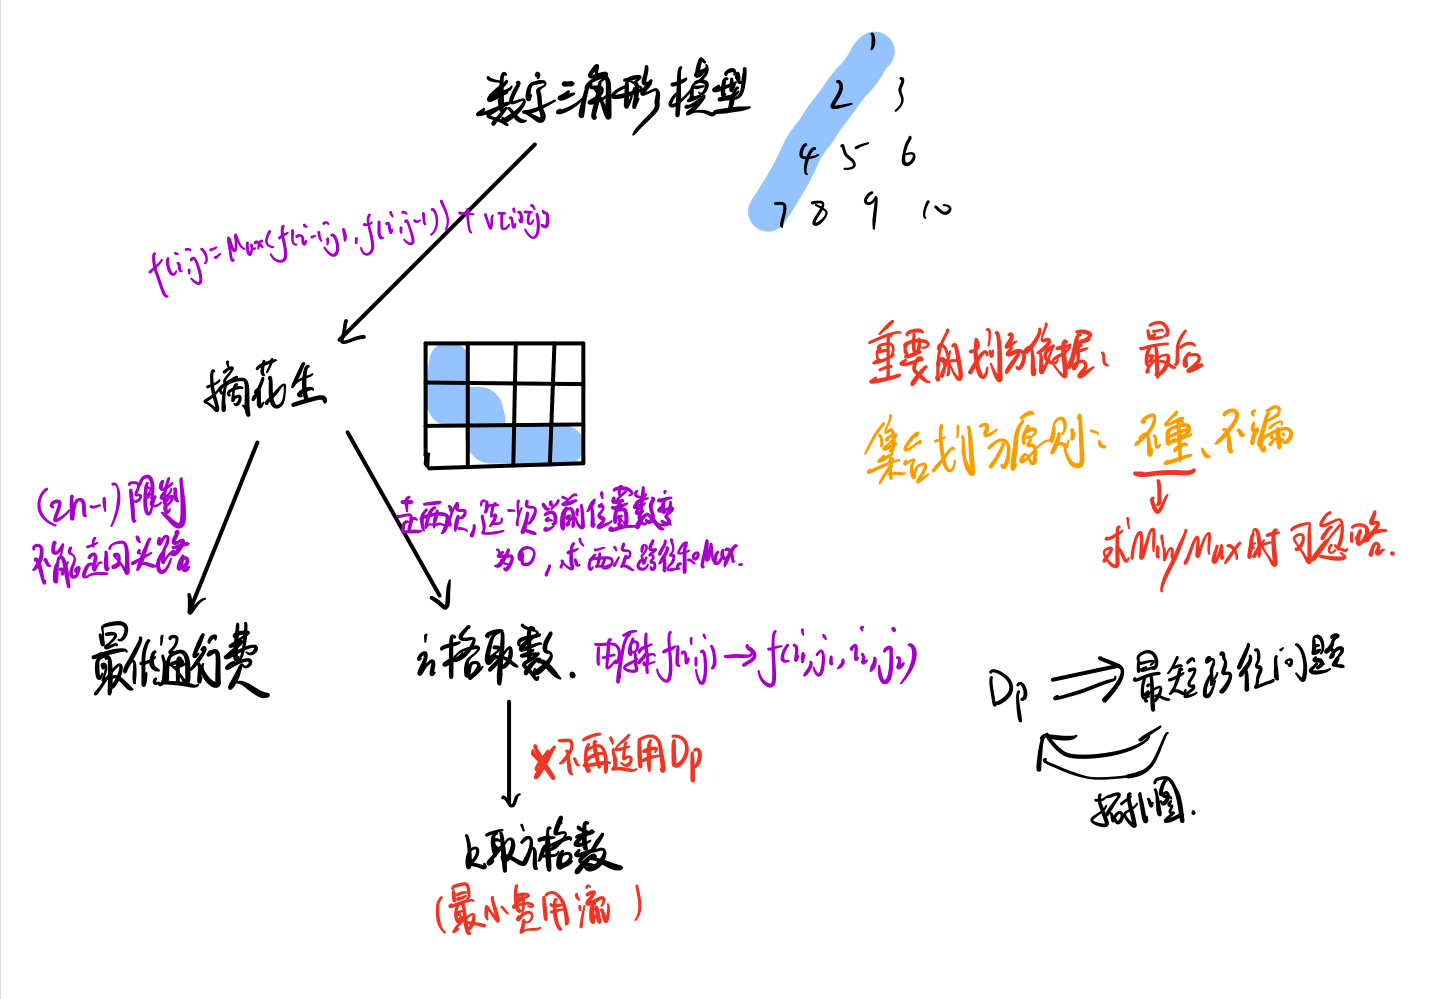 数字三角形模型
1
2 3
4 5 6
7 8 9 10
f(i,j)=Max(f(i-1,j),f(i,j-1))+v[i][j]
摘花生
重要的划分依据: 最后
集合划分原则: 不重、不漏
求Min/Max时可忽略.
(2n-1)限制
不能走回头路
走两次,选一次当前位置数变
为0,求两次路径和Max.
最低通行费
方格取数.
由原本f(i,j)→f(i1,j1,i2,j2)
Dp ⇒ 最短路径问题
拓扑图.
×不再适用Dp
K取方格数
(最小费用流)